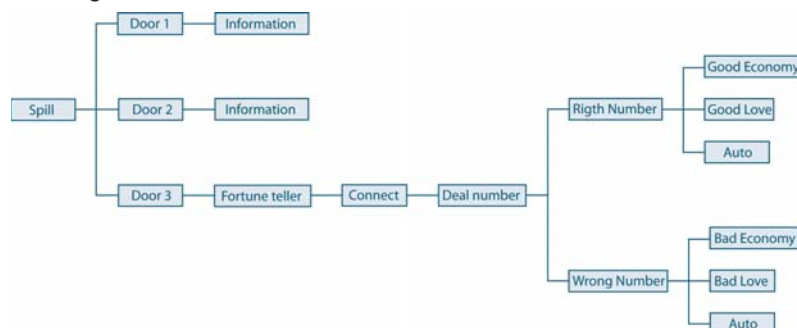 Door 1
Information
Good Economy
Spill
Door 2
Information
Rigth Number
Good Love
Auto
Door 3
Fortune teller
Connect
Deal number
Bad Economy
Wrong Number
Bad Love
Auto